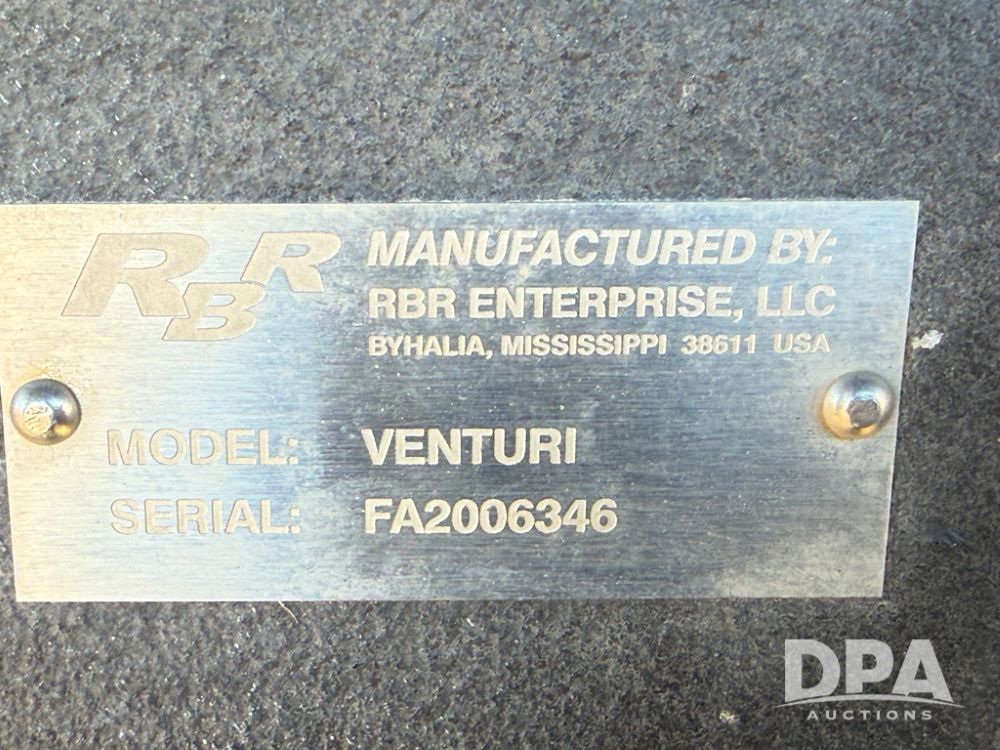 RBR
MANUFACTURED BY:
RBR ENTERPRISE, LLC
BYHALIA, MISSISSIPPI 38611 USA
MODEL: VENTURI
SERIAL: FA2006346
DPA
AUCTIONS